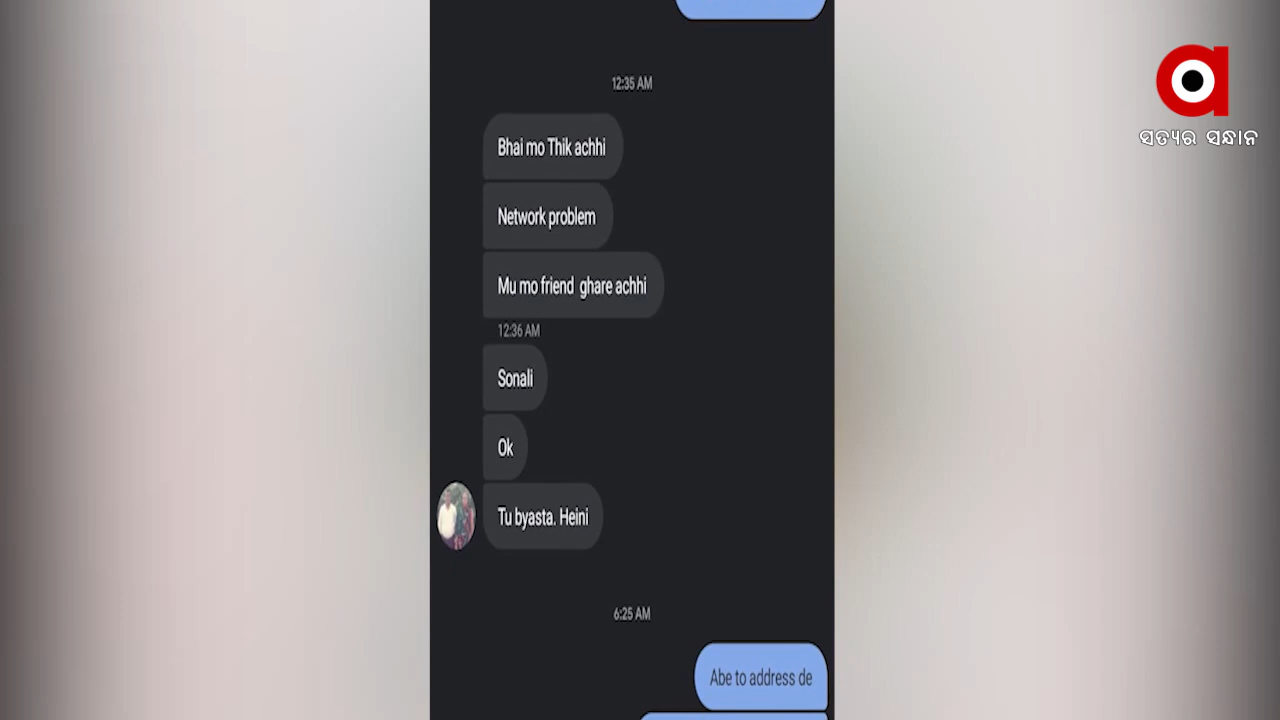 12:35 AM
ସତ୍ୟର ସନ୍ଧାନ
Bhai mo Thik achhi
Network problem
Mu mo friend ghare achhi
12:36 AM
Sonali
Ok
Tu byasta. Heini
6:25 AM
Abe to address de